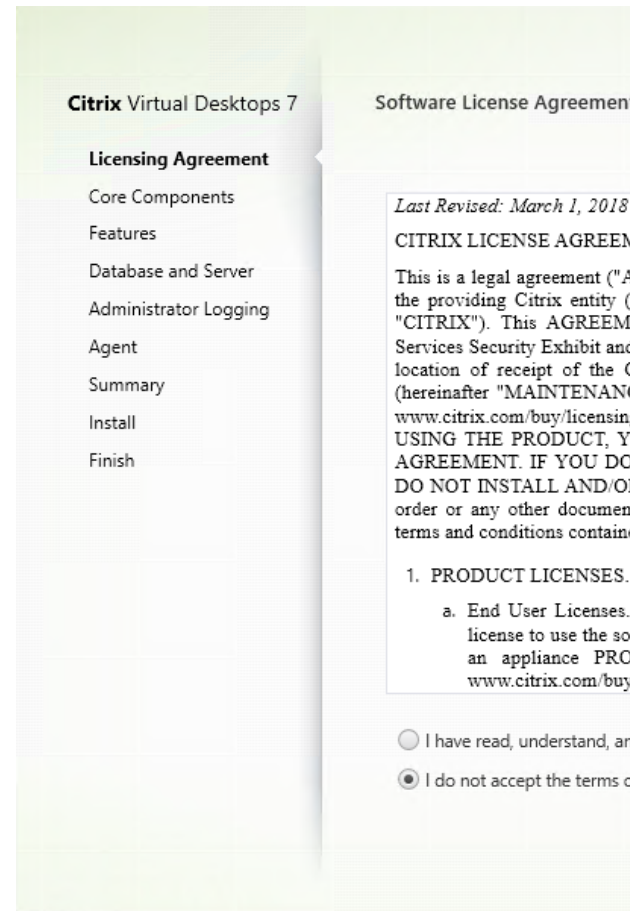 Citrix Virtual Desktops 7
Licensing Agreement
Core Components
Features
Database and Server
Administrator Logging
Agent
Summary
Install
Finish
Software License Agreement
Last Revised: March 1, 2018
CITRIX LICENSE AGREEM
This is a legal agreement ("A
the providing Citrix entity (
"CITRIX"). This AGREEM
Services Security Exhibit and
location of receipt of the
(hereinafter "MAINTENANC
www.citrix.com/buy/licensin
USING THE PRODUCT, Y
AGREEMENT. IF YOU DO
DO NOT INSTALL AND/O
order or any other documen
terms and conditions containe
1. PRODUCT LICENSES.
a. End User Licenses.
license to use the so
an appliance PRO
www.citrix.com/buy
I have read, understand, an
I do not accept the terms o